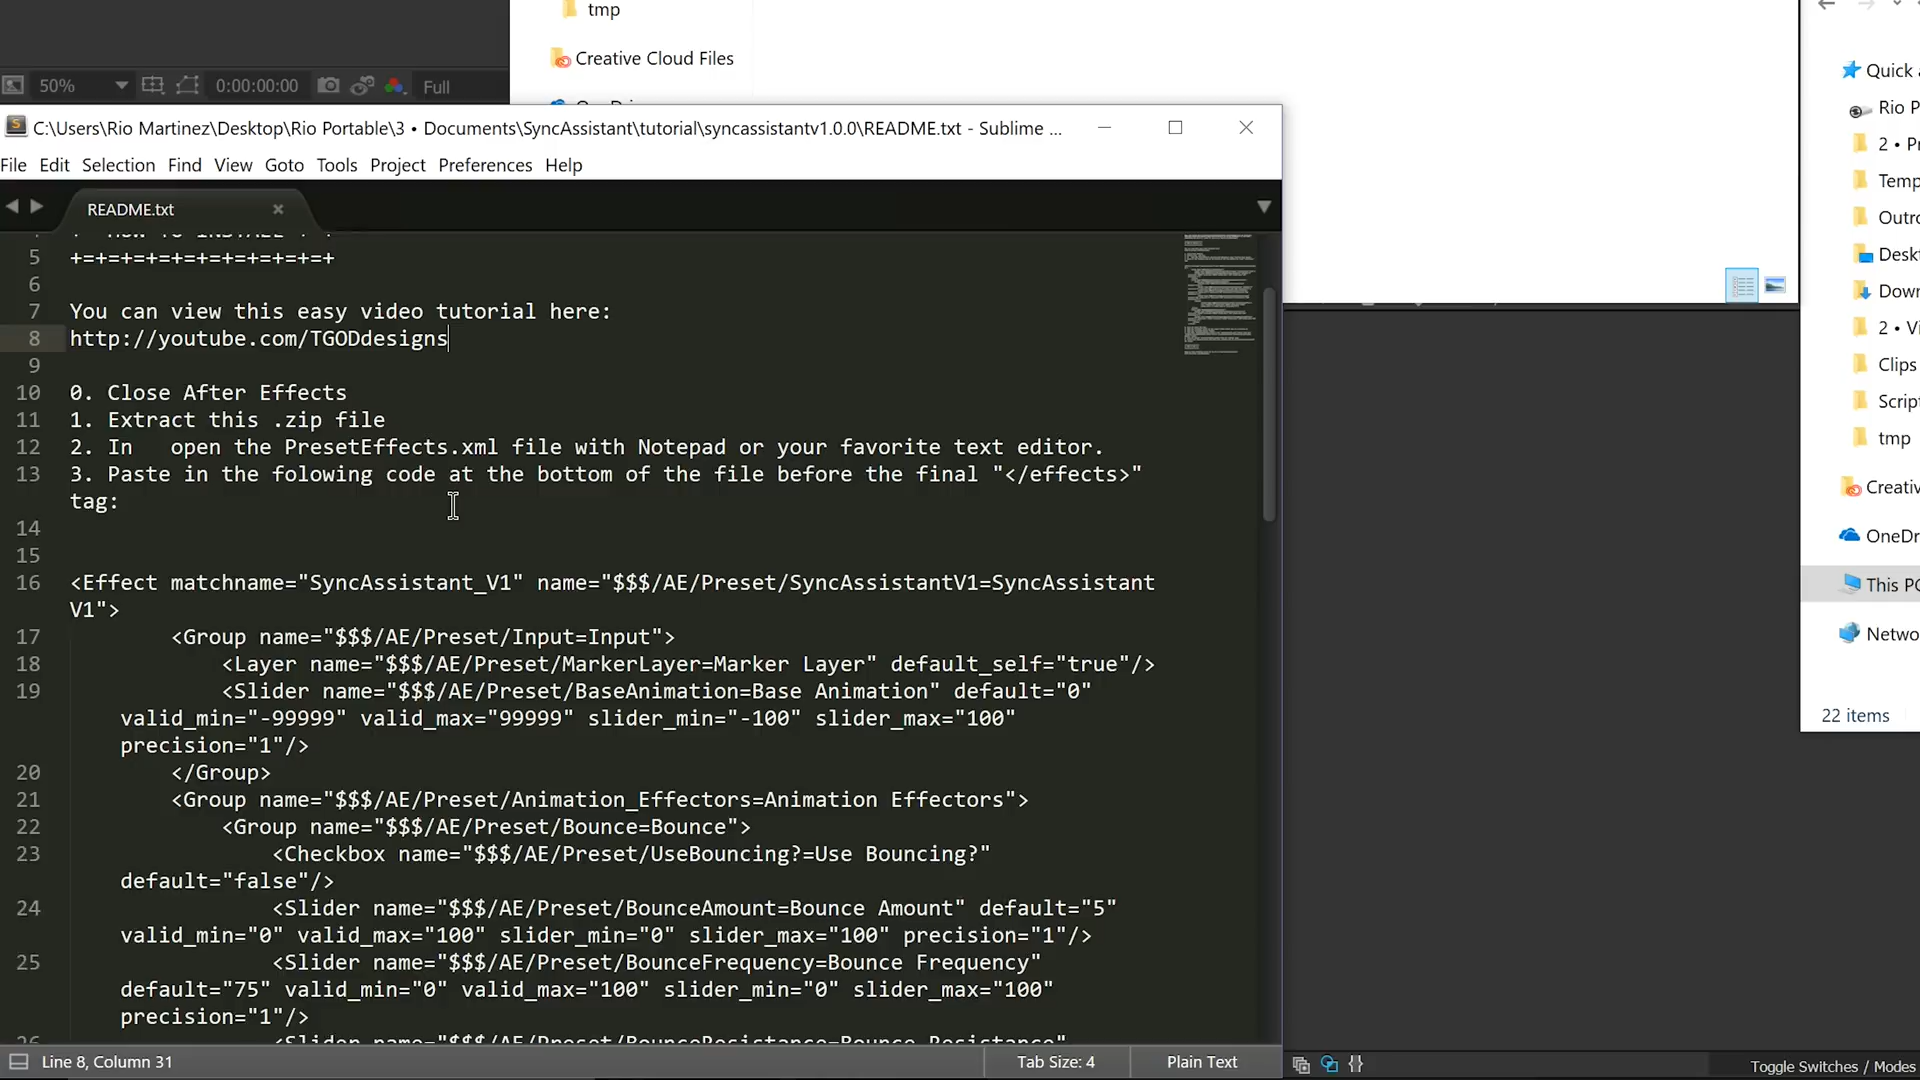 tmp
Creative Cloud Files
50%
0:00:00:00
Full
C:\Users\Rio Martinez\Desktop\Rio Portable\3 • Documents\SyncAssistant\tutorial\syncassistantv1.0.0\README.txt - Sublime ...
File Edit Selection Find View Goto Tools Project Preferences Help
README.txt
5 +=+=+=+=+=+=+=+=+=+=+
6
7 You can view this easy video tutorial here:
8 http://youtube.com/TGODdesigns
9
10 0. Close After Effects
11 1. Extract this .zip file
12 2. In   open the PresetEffects.xml file with Notepad or your favorite text editor.
13 3. Paste in the folowing code at the bottom of the file before the final "</effects>"
tag:
14
15
16 <Effect matchname="SyncAssistant_V1" name="$$$/AE/Preset/SyncAssistantV1=SyncAssistant
V1">
17 <Group name="$$$/AE/Preset/Input=Input">
18 <Layer name="$$$/AE/Preset/MarkerLayer=Marker Layer" default_self="true"/>
19 <Slider name="$$$/AE/Preset/BaseAnimation=Base Animation" default="0"
valid_min="-99999" valid_max="99999" slider_min="-100" slider_max="100"
precision="1"/>
20 </Group>
21 <Group name="$$$/AE/Preset/Animation_Effectors=Animation Effectors">
22 <Group name="$$$/AE/Preset/Bounce=Bounce">
23 <Checkbox name="$$$/AE/Preset/UseBouncing?=Use Bouncing?"
default="false"/>
24 <Slider name="$$$/AE/Preset/BounceAmount=Bounce Amount" default="5"
valid_min="0" valid_max="100" slider_min="0" slider_max="100" precision="1"/>
25 <Slider name="$$$/AE/Preset/BounceFrequency=Bounce Frequency"
default="75" valid_min="0" valid_max="100" slider_min="0" slider_max="100"
precision="1"/>
Line 8, Column 31
Tab Size: 4
Plain Text
Quick a
Rio P
2 • Pr
Temp
Outro
Deskt
Down
2 • Vi
Clips
Script
tmp
Creativ
OneDr
This PC
Netwo
22 items
Toggle Switches / Modes